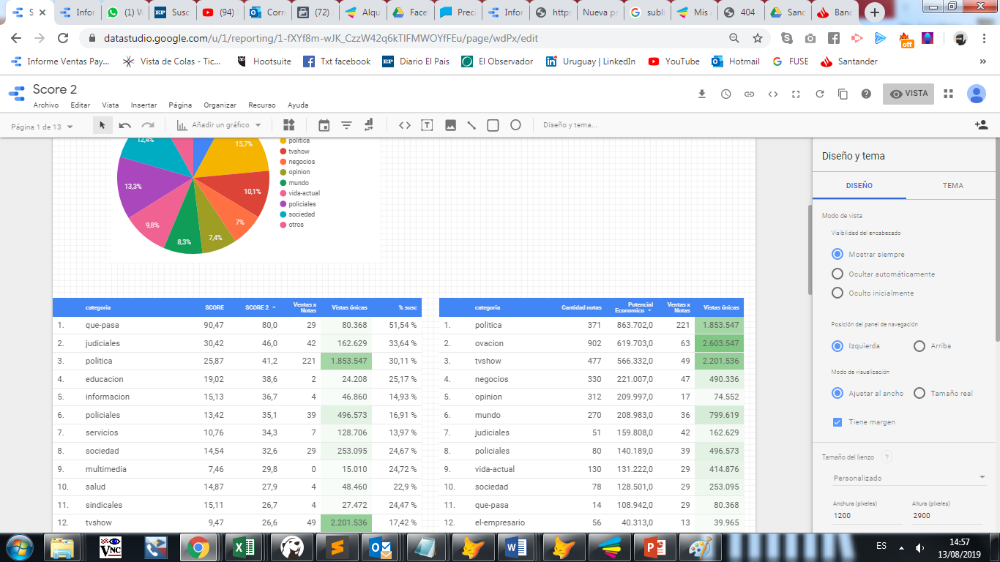 S
Infor
(1) W
Susc
(94)
Corre
(72)
Alqu
Face
Prec
Infor
https
Nueva pe
subli
Mis A
404
Sanc
Banc
datastudio.google.com/u/1/reporting/1-fXYf8m-wJK_CzzW42q6kTIFMWOYfFEu/page/wdPx/edit
off
Informe Ventas Pay...
Vista de Colas - Tic...
Hootsuite
Txt facebook
EP
Diario El Pais
El Observador
Uruguay | LinkedIn
YouTube
Hotmail
FUSE
Santander
»
Score 2
VISTA
Archivo Editar Vista Insertar Página Organizar Recurso Ayuda
Página 1 de 13
Añadir un gráfico
Diseño y tema...
12,4%
15,7%
13,3%
10,1%
9,8%
8,3%
7,4%
7%
politica
tvshow
negocios
opinion
mundo
vida-actual
policiales
sociedad
otros
categoria SCORE SCORE 2 Ventas x Notas Vistas únicas % susc
1. que-pasa 90,47 80,0 29 80.368 51,54 %
2. judiciales 30,42 46,0 42 162.629 33,64 %
3. politica 25,87 41,2 221 1.853.547 30,11 %
4. educacion 19,02 38,6 2 24.208 25,17 %
5. informacion 15,13 36,7 4 46.860 14,93 %
6. policiales 13,42 35,1 39 496.573 16,91 %
7. servicios 10,76 34,3 7 128.706 13,97 %
8. sociedad 14,54 32,6 29 253.095 24,67 %
9. multimedia 7,46 29,8 0 15.010 24,72 %
10. salud 14,87 27,9 4 48.460 22,9 %
11. sindicales 15,11 26,7 4 27.472 24,47 %
12. tvshow 9,47 26,6 49 2.201.536 17,42 %
categoria Cantidad notas Potencial Economico Ventas x Notas Vistas únicas
1. politica 371 863.702,0 221 1.853.547
2. ovacion 902 619.703,0 63 2.603.547
3. tvshow 477 566.332,0 49 2.201.536
4. negocios 330 221.007,0 47 490.336
5. opinion 312 209.997,0 17 74.552
6. mundo 270 208.983,0 36 799.619
7. judiciales 51 159.808,0 42 162.629
8. policiales 80 140.189,0 39 496.573
9. vida-actual 130 131.222,0 29 414.876
10. sociedad 78 128.501,0 29 253.095
11. que-pasa 14 108.942,0 29 80.368
12. el-empresario 56 40.313,0 13 39.965
Diseño y tema
DISEÑO TEMA
Modo de vista
Visibilidad del encabezado
Mostrar siempre
Ocultar automáticamente
Oculto inicialmente
Posición del panel de navegación
Izquierda Arriba
Modo de visualización
Ajustar al ancho Tamaño real
Tiene margen
Tamaño del lienzo ?
Personalizado
Anchura (píxeles) Altura (píxeles)
1200 2900
VNC
ES
14:57
13/08/2019